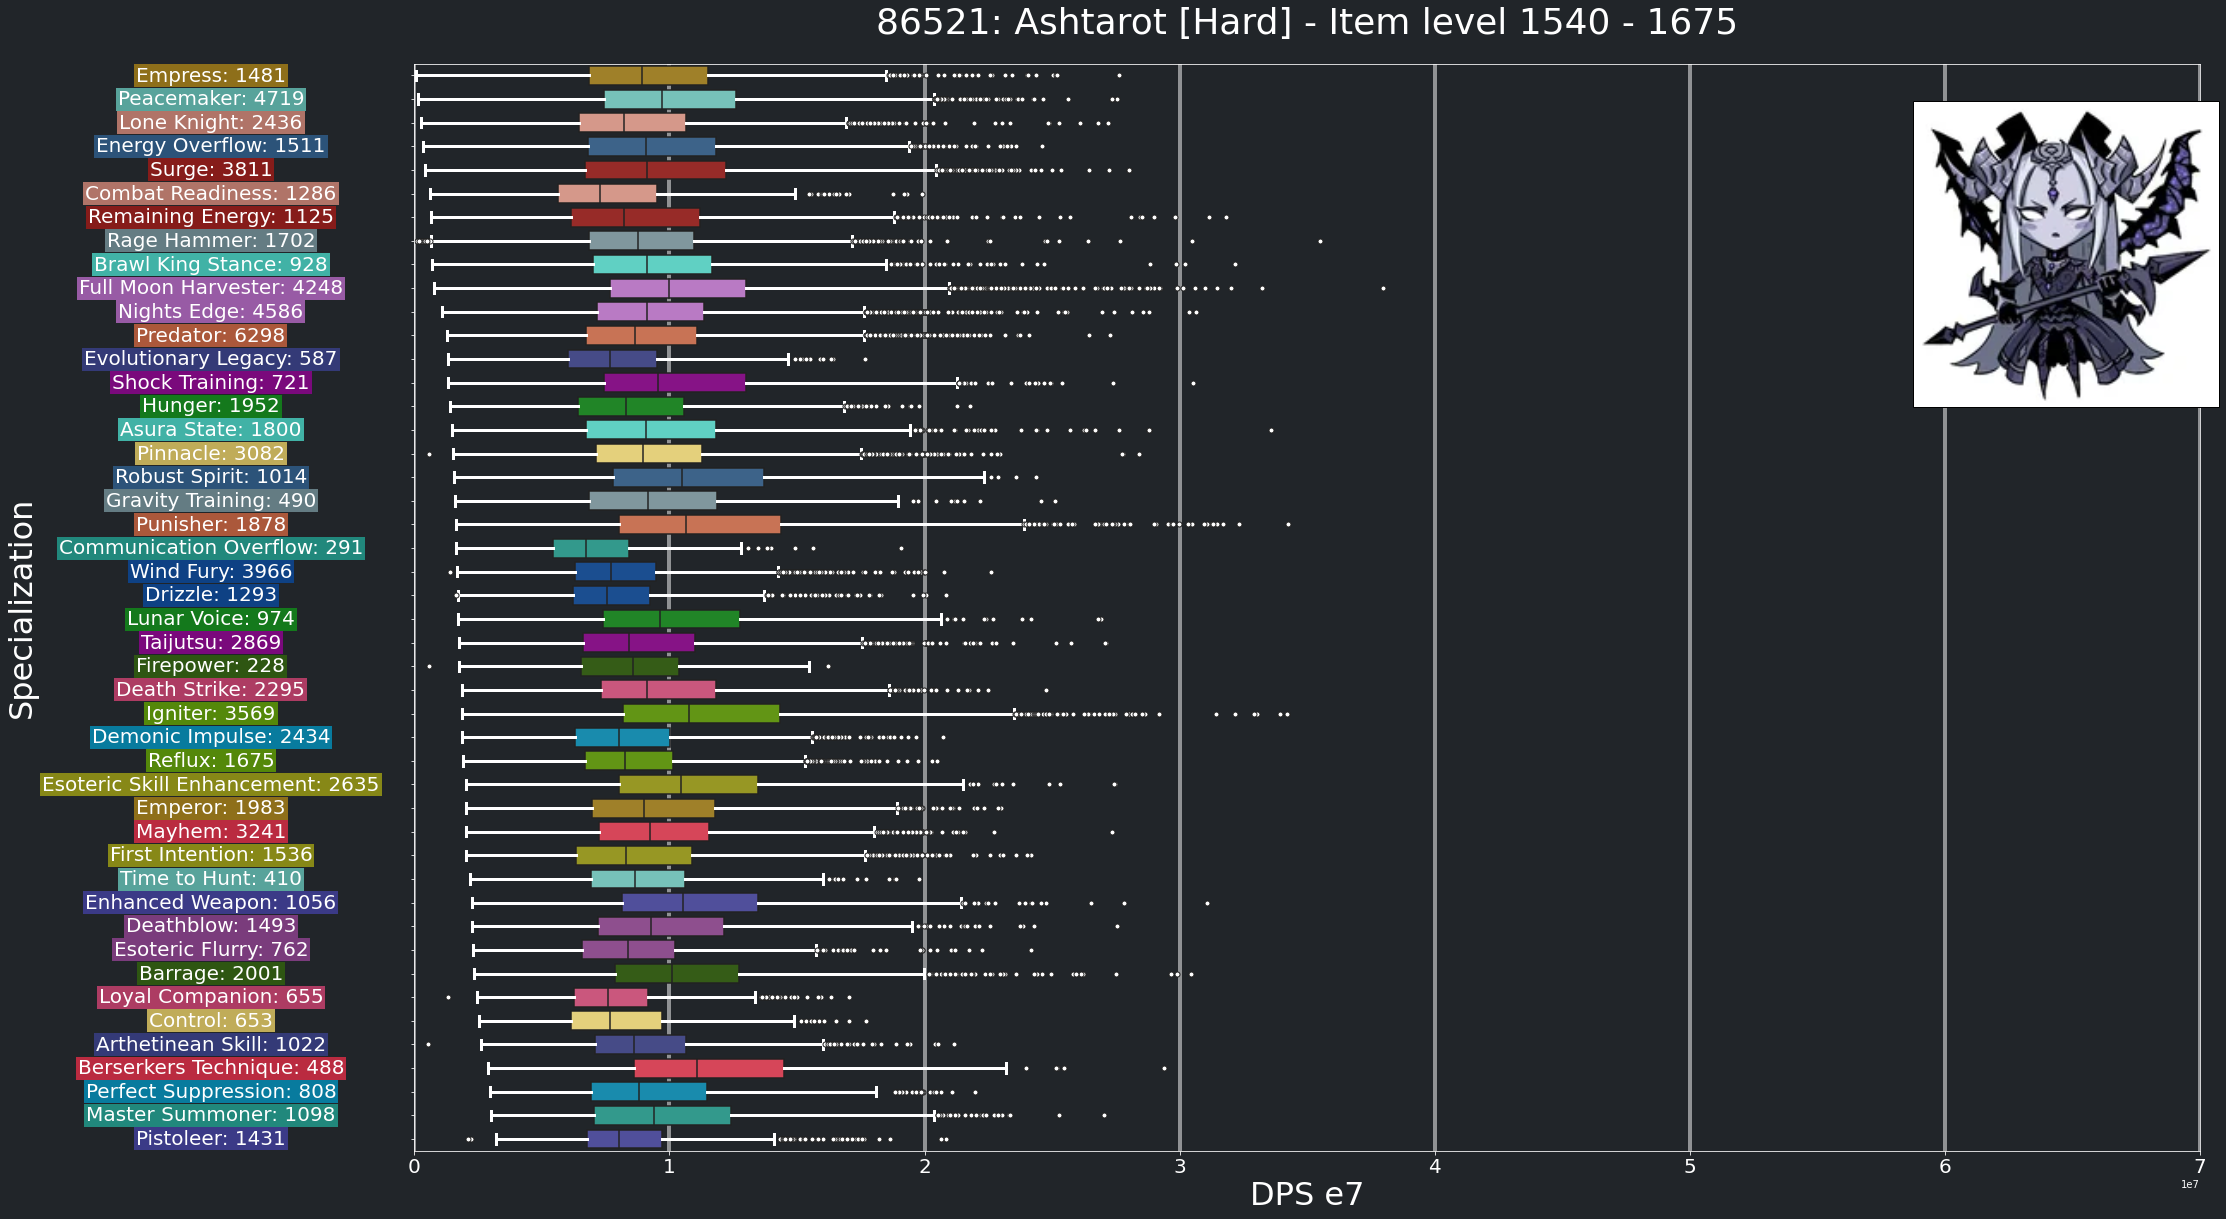 86521: Ashtarot [Hard] - Item level 1540 - 1675
Empress: 1481
Peacemaker: 4719
Lone Knight: 2436
Energy Overflow: 1511
Surge: 3811
Combat Readiness: 1286
Remaining Energy: 1125
Rage Hammer: 1702
Brawl King Stance: 928
Full Moon Harvester: 4248
Nights Edge: 4586
Predator: 6298
Evolutionary Legacy: 587
Shock Training: 721
Hunger: 1952
Asura State: 1800
Pinnacle: 3082
Robust Spirit: 1014
Gravity Training: 490
Punisher: 1878
Communication Overflow: 291
Wind Fury: 3966
Drizzle: 1293
Lunar Voice: 974
Taijutsu: 2869
Firepower: 228
Death Strike: 2295
Igniter: 3569
Demonic Impulse: 2434
Reflux: 1675
Esoteric Skill Enhancement: 2635
Emperor: 1983
Mayhem: 3241
First Intention: 1536
Time to Hunt: 410
Enhanced Weapon: 1056
Deathblow: 1493
Esoteric Flurry: 762
Barrage: 2001
Loyal Companion: 655
Control: 653
Arthetinean Skill: 1022
Berserkers Technique: 488
Perfect Suppression: 808
Master Summoner: 1098
Pistoleer: 1431
Specialization
0 1 2 3 4 5 6 7
1e7
DPS e7